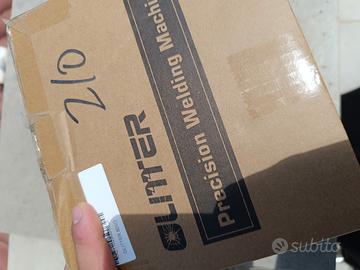 210
GLITTER
Precision Welding Machi
subito